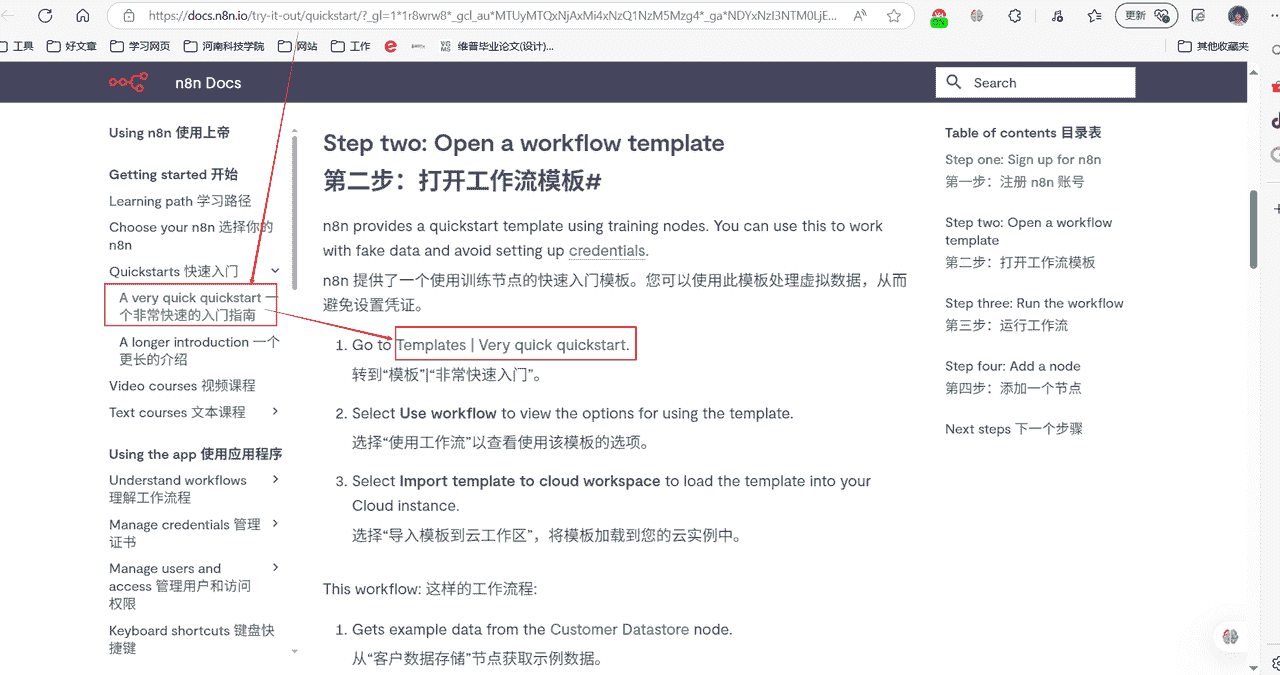 https://docs.n8n.io/try-it-out/quickstart/?_gl=1*1r8wrw8*_gcl_au*MTUyMTQxNjAxMi4xNzQ1NzM5Mzg4*_ga*NDYxNzI3NTM0LjE...
更新
工具 好文章 学习网页 河南科技学院 网站 工作 维普毕业论文(设计)... 其他收藏夹
n8n Docs
Search
Using n8n 使用上帝
Getting started 开始
Learning path 学习路径
Choose your n8n 选择你的
n8n
Quickstarts 快速入门
A very quick quickstart 一
个非常快速的入门指南
A longer introduction 一个
更长的介绍
Video courses 视频课程
Text courses 文本课程
Using the app 使用应用程序
Understand workflows
理解工作流程
Manage credentials 管理
证书
Manage users and
access 管理用户和访问
权限
Keyboard shortcuts 键盘快
捷键
Step two: Open a workflow template
第二步：打开工作流模板#
n8n provides a quickstart template using training nodes. You can use this to work
with fake data and avoid setting up credentials.
n8n 提供了一个使用训练节点的快速入门模板。您可以使用此模板处理虚拟数据，从而
避免设置凭证。
1. Go to Templates | Very quick quickstart.
转到“模板”|“非常快速入门”。
2. Select Use workflow to view the options for using the template.
选择“使用工作流”以查看使用该模板的选项。
3. Select Import template to cloud workspace to load the template into your
Cloud instance.
选择“导入模板到云工作区”，将模板加载到您的云实例中。
This workflow: 这样的工作流程:
1. Gets example data from the Customer Datastore node.
从“客户数据存储”节点获取示例数据。
Table of contents 目录表
Step one: Sign up for n8n
第一步：注册 n8n 账号
Step two: Open a workflow
template
第二步：打开工作流模板
Step three: Run the workflow
第三步：运行工作流
Step four: Add a node
第四步：添加一个节点
Next steps 下一个步骤